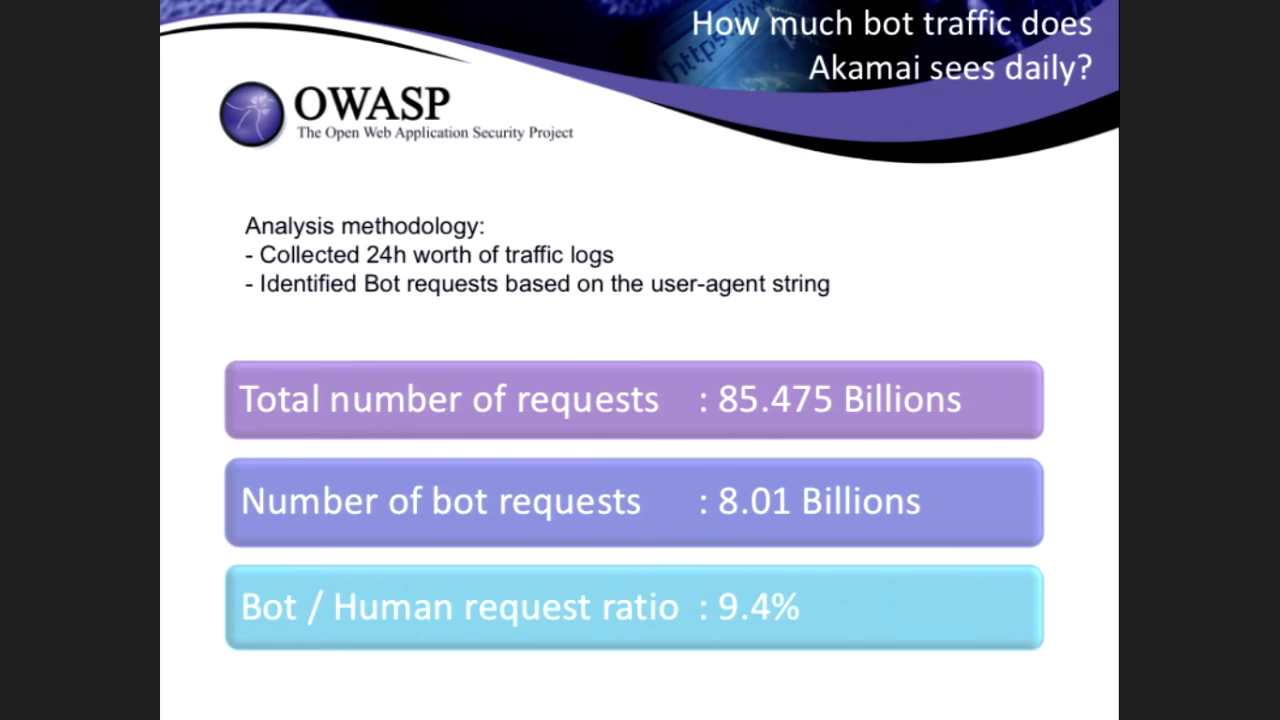 How much bot traffic does
Akamai sees daily?
https://w
OWASP
The Open Web Application Security Project
Analysis methodology:
- Collected 24h worth of traffic logs
- Identified Bot requests based on the user-agent string
Total number of requests : 85.475 Billions
Number of bot requests : 8.01 Billions
Bot / Human request ratio : 9.4%